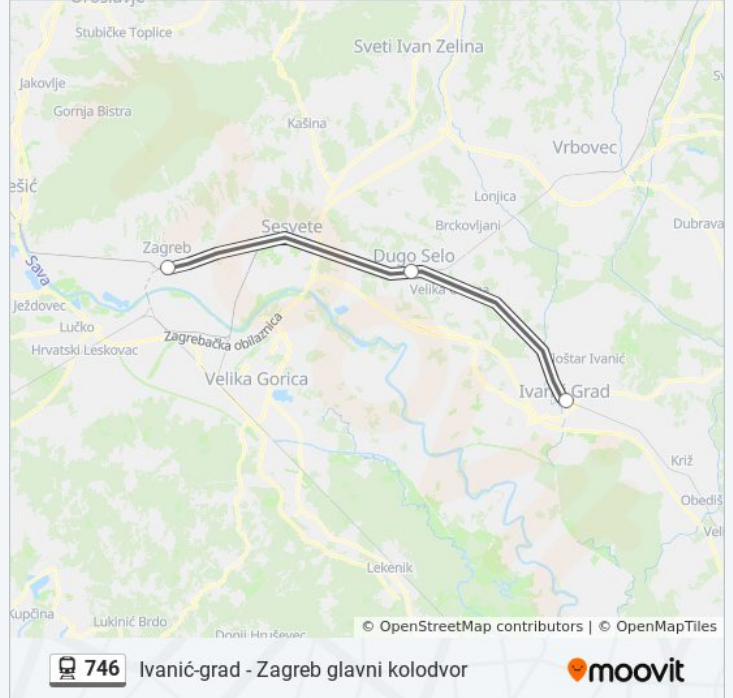 Stubičke Toplice
Sveti Ivan Zelina
Jakovlje
Gornja Bistra
Kašina
Vrbovec
ešić
Lonjica
Sesvete
Brckovljani
Dubrava
Zagreb
Dugo Selo
Sava
Velika
Ježdovec
Lučko
Zagrebačka obilaznica
Hrvatski Leskovac
loštar Ivanić
Velika Gorica
Grad
Križ
Obediš
Lekenik
Kupčina
Lukinić Brdo
© OpenStreetMap contributors | © OpenMapTiles
746 Ivanić-grad - Zagreb glavni kolodvor
moovit